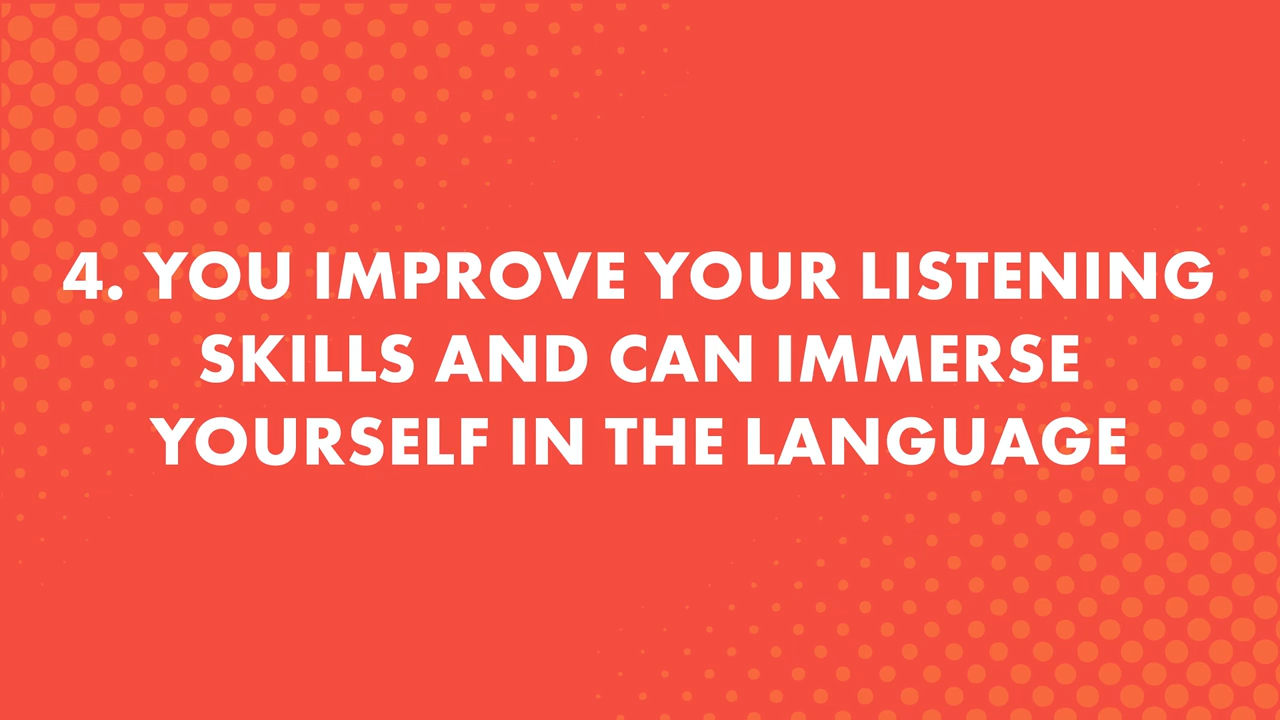 4. YOU IMPROVE YOUR LISTENING
SKILLS AND CAN IMMERSE
YOURSELF IN THE LANGUAGE